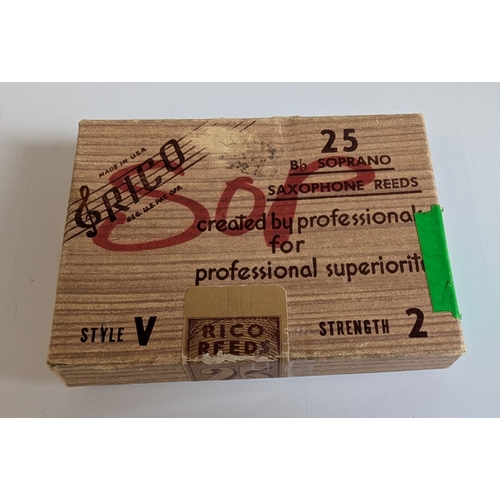 MADE IN U.S.A.
RICO
REG. U.S. PAT. OFF.
SOP
25
B♭ SOPRANO
SAXOPHONE REEDS
created by professional
for
professional superiorit
STYLE V
STRENGTH 2
RICO
REEDS